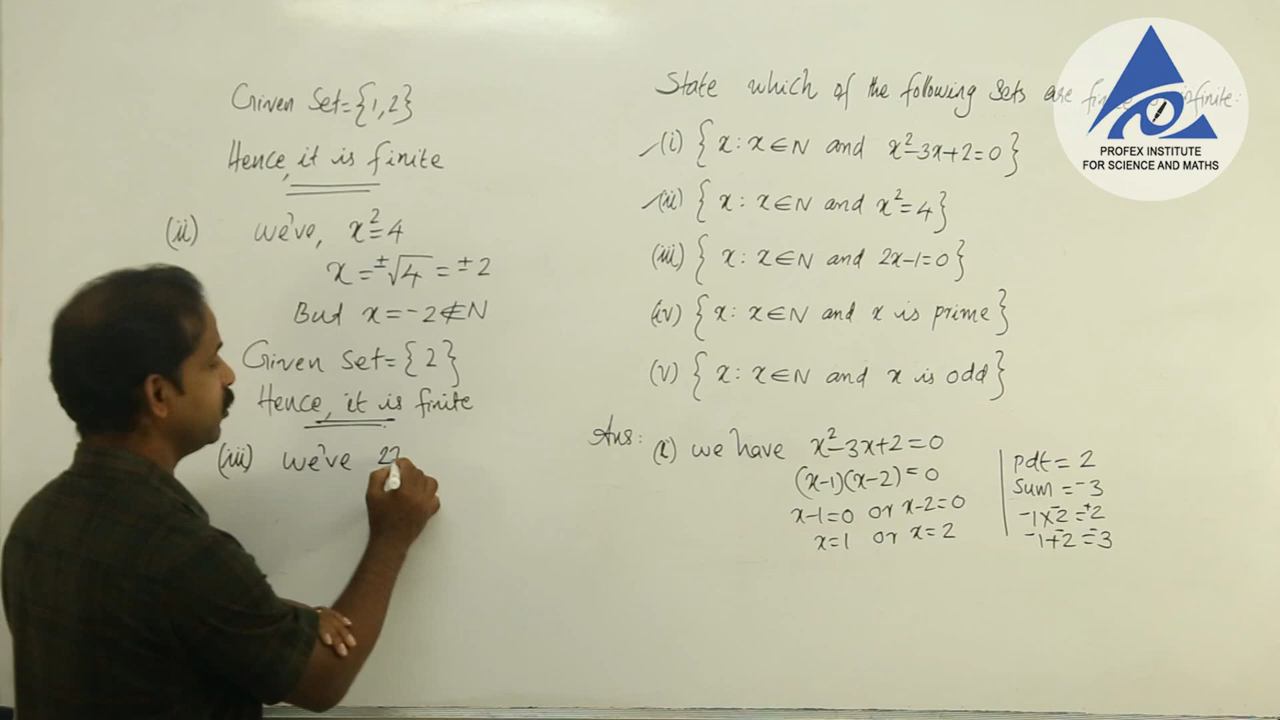 Given Set={1,2}
Hence, it is finite
(ii) we've, x²=4
x=±√4=±2
But x=-2∉N
Given Set={2}
Hence, it is finite
(iii) we've
State which of the following Sets are finite or infinite:
(i) {x: x∈N and x²-3x+2=0}
(ii) {x: x∈N and x²=4}
(iii) {x: x∈N and 2x-1=0}
(iv) {x: x∈N and x is prime}
(v) {x: x∈N and x is odd}
Ans: (i) we have x²-3x+2=0
(x-1)(x-2)=0
x-1=0 or x-2=0
x=1 or x=2
pdt=2
Sum=-3
-1x-2=+2
-1+-2=-3
PROFEX INSTITUTE
FOR SCIENCE AND MATHS